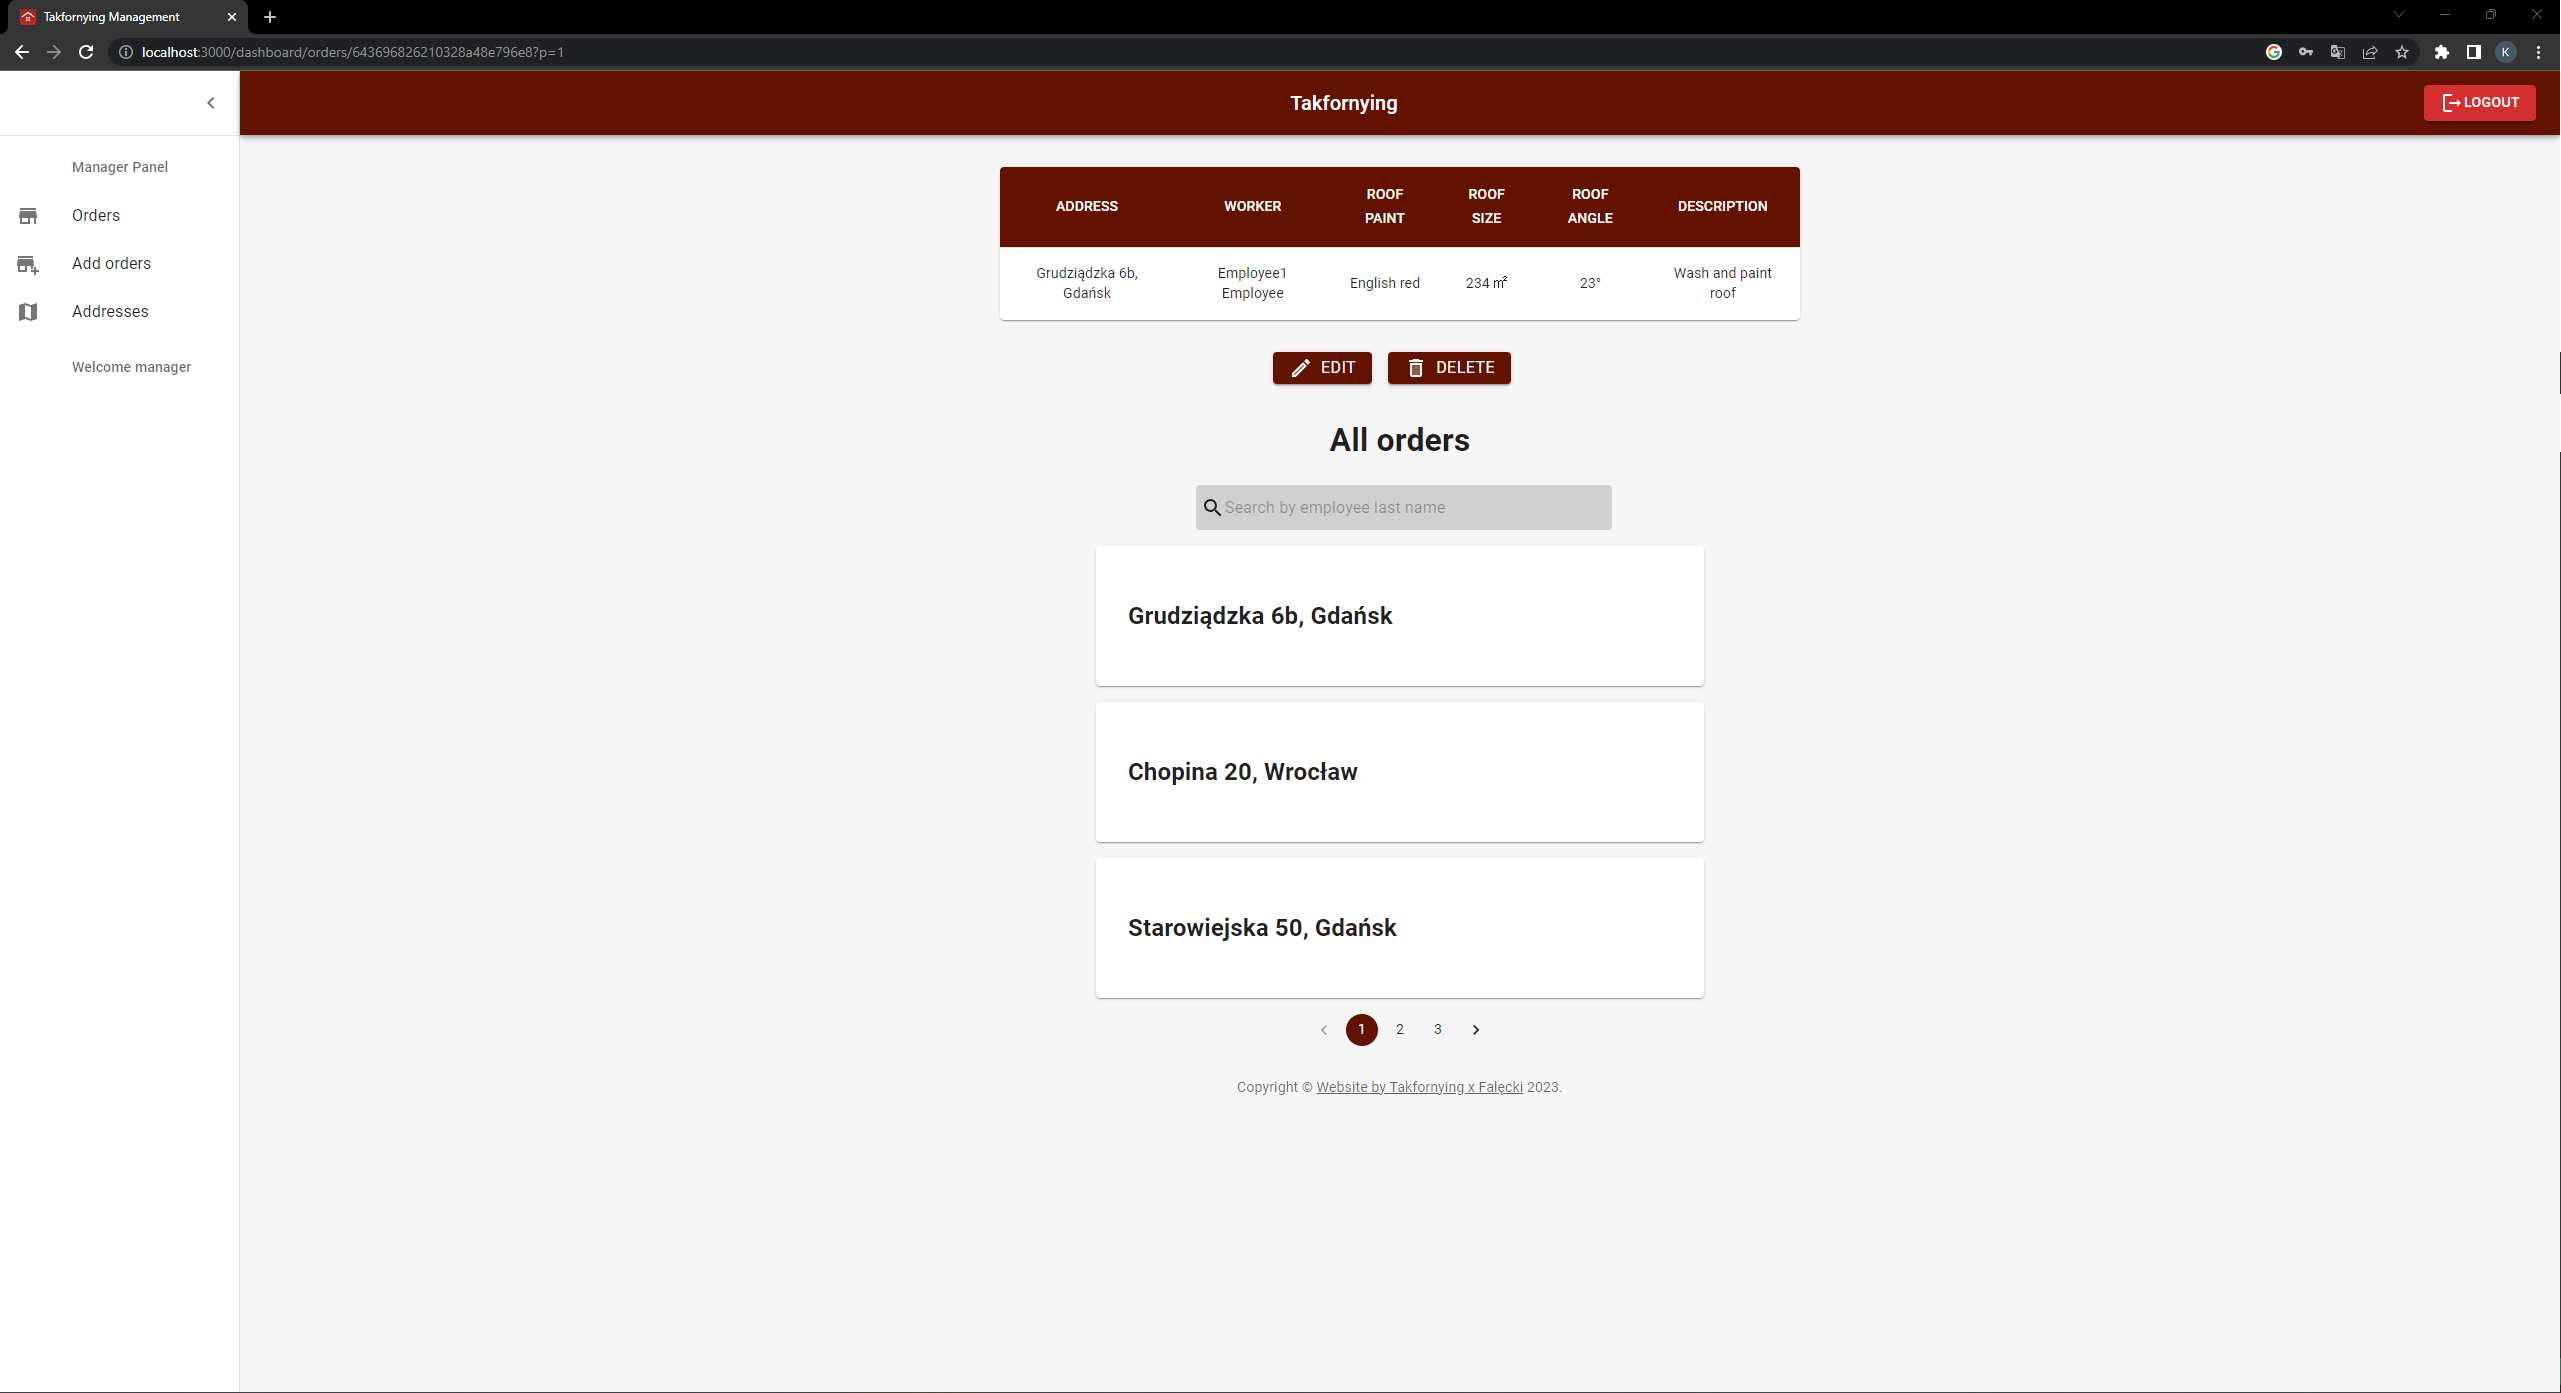 Takfornying Management
localhost:3000/dashboard/orders/643696826210328a48e796e8?p=1
K
Takfornying
LOGOUT
Manager Panel
Orders
Add orders
Addresses
Welcome manager
ADDRESS WORKER ROOF PAINT ROOF SIZE ROOF ANGLE DESCRIPTION
Grudziądzka 6b, Gdańsk Employee1 Employee English red 234 m² 23° Wash and paint roof
EDIT DELETE
All orders
Search by employee last name
Grudziądzka 6b, Gdańsk
Chopina 20, Wrocław
Starowiejska 50, Gdańsk
1 2 3
Copyright © Website by Takfornying x Falęcki 2023.